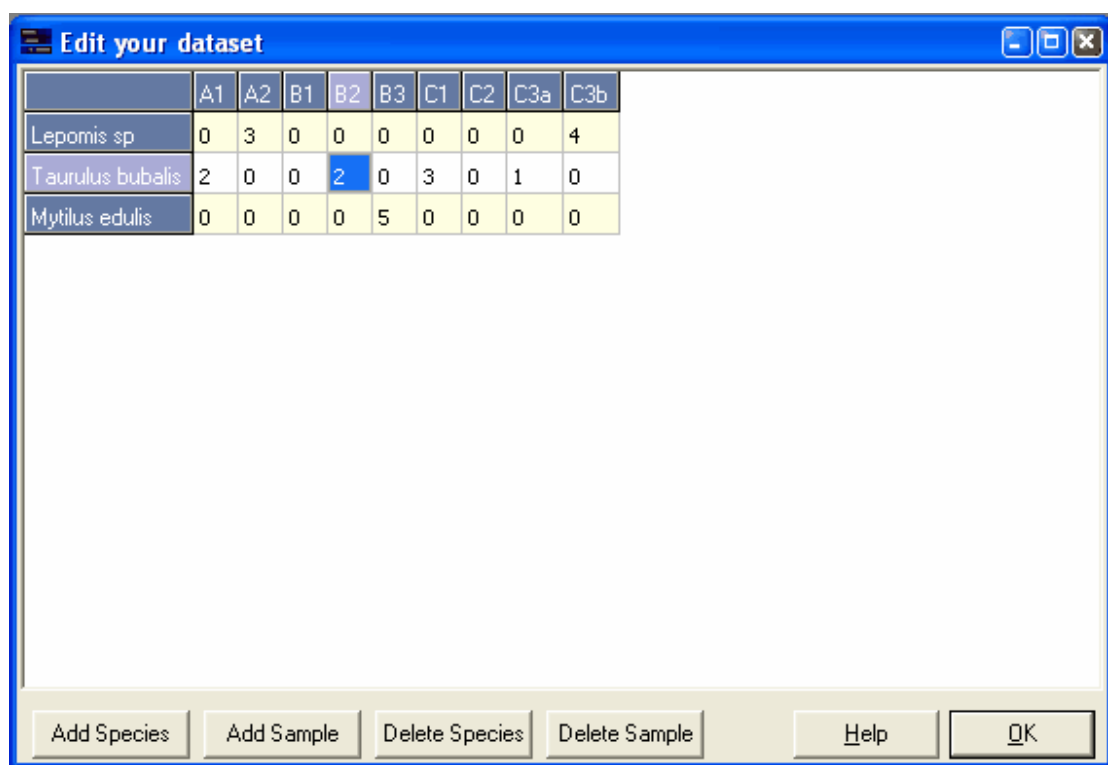 Edit your dataset
A1 A2 B1 B2 B3 C1 C2 C3a C3b
Lepomis sp 0 3 0 0 0 0 0 0 4
Taurulus bubalis 2 0 0 2 0 3 0 1 0
Mytilus edulis 0 0 0 0 5 0 0 0 0
Add Species Add Sample Delete Species Delete Sample Help OK